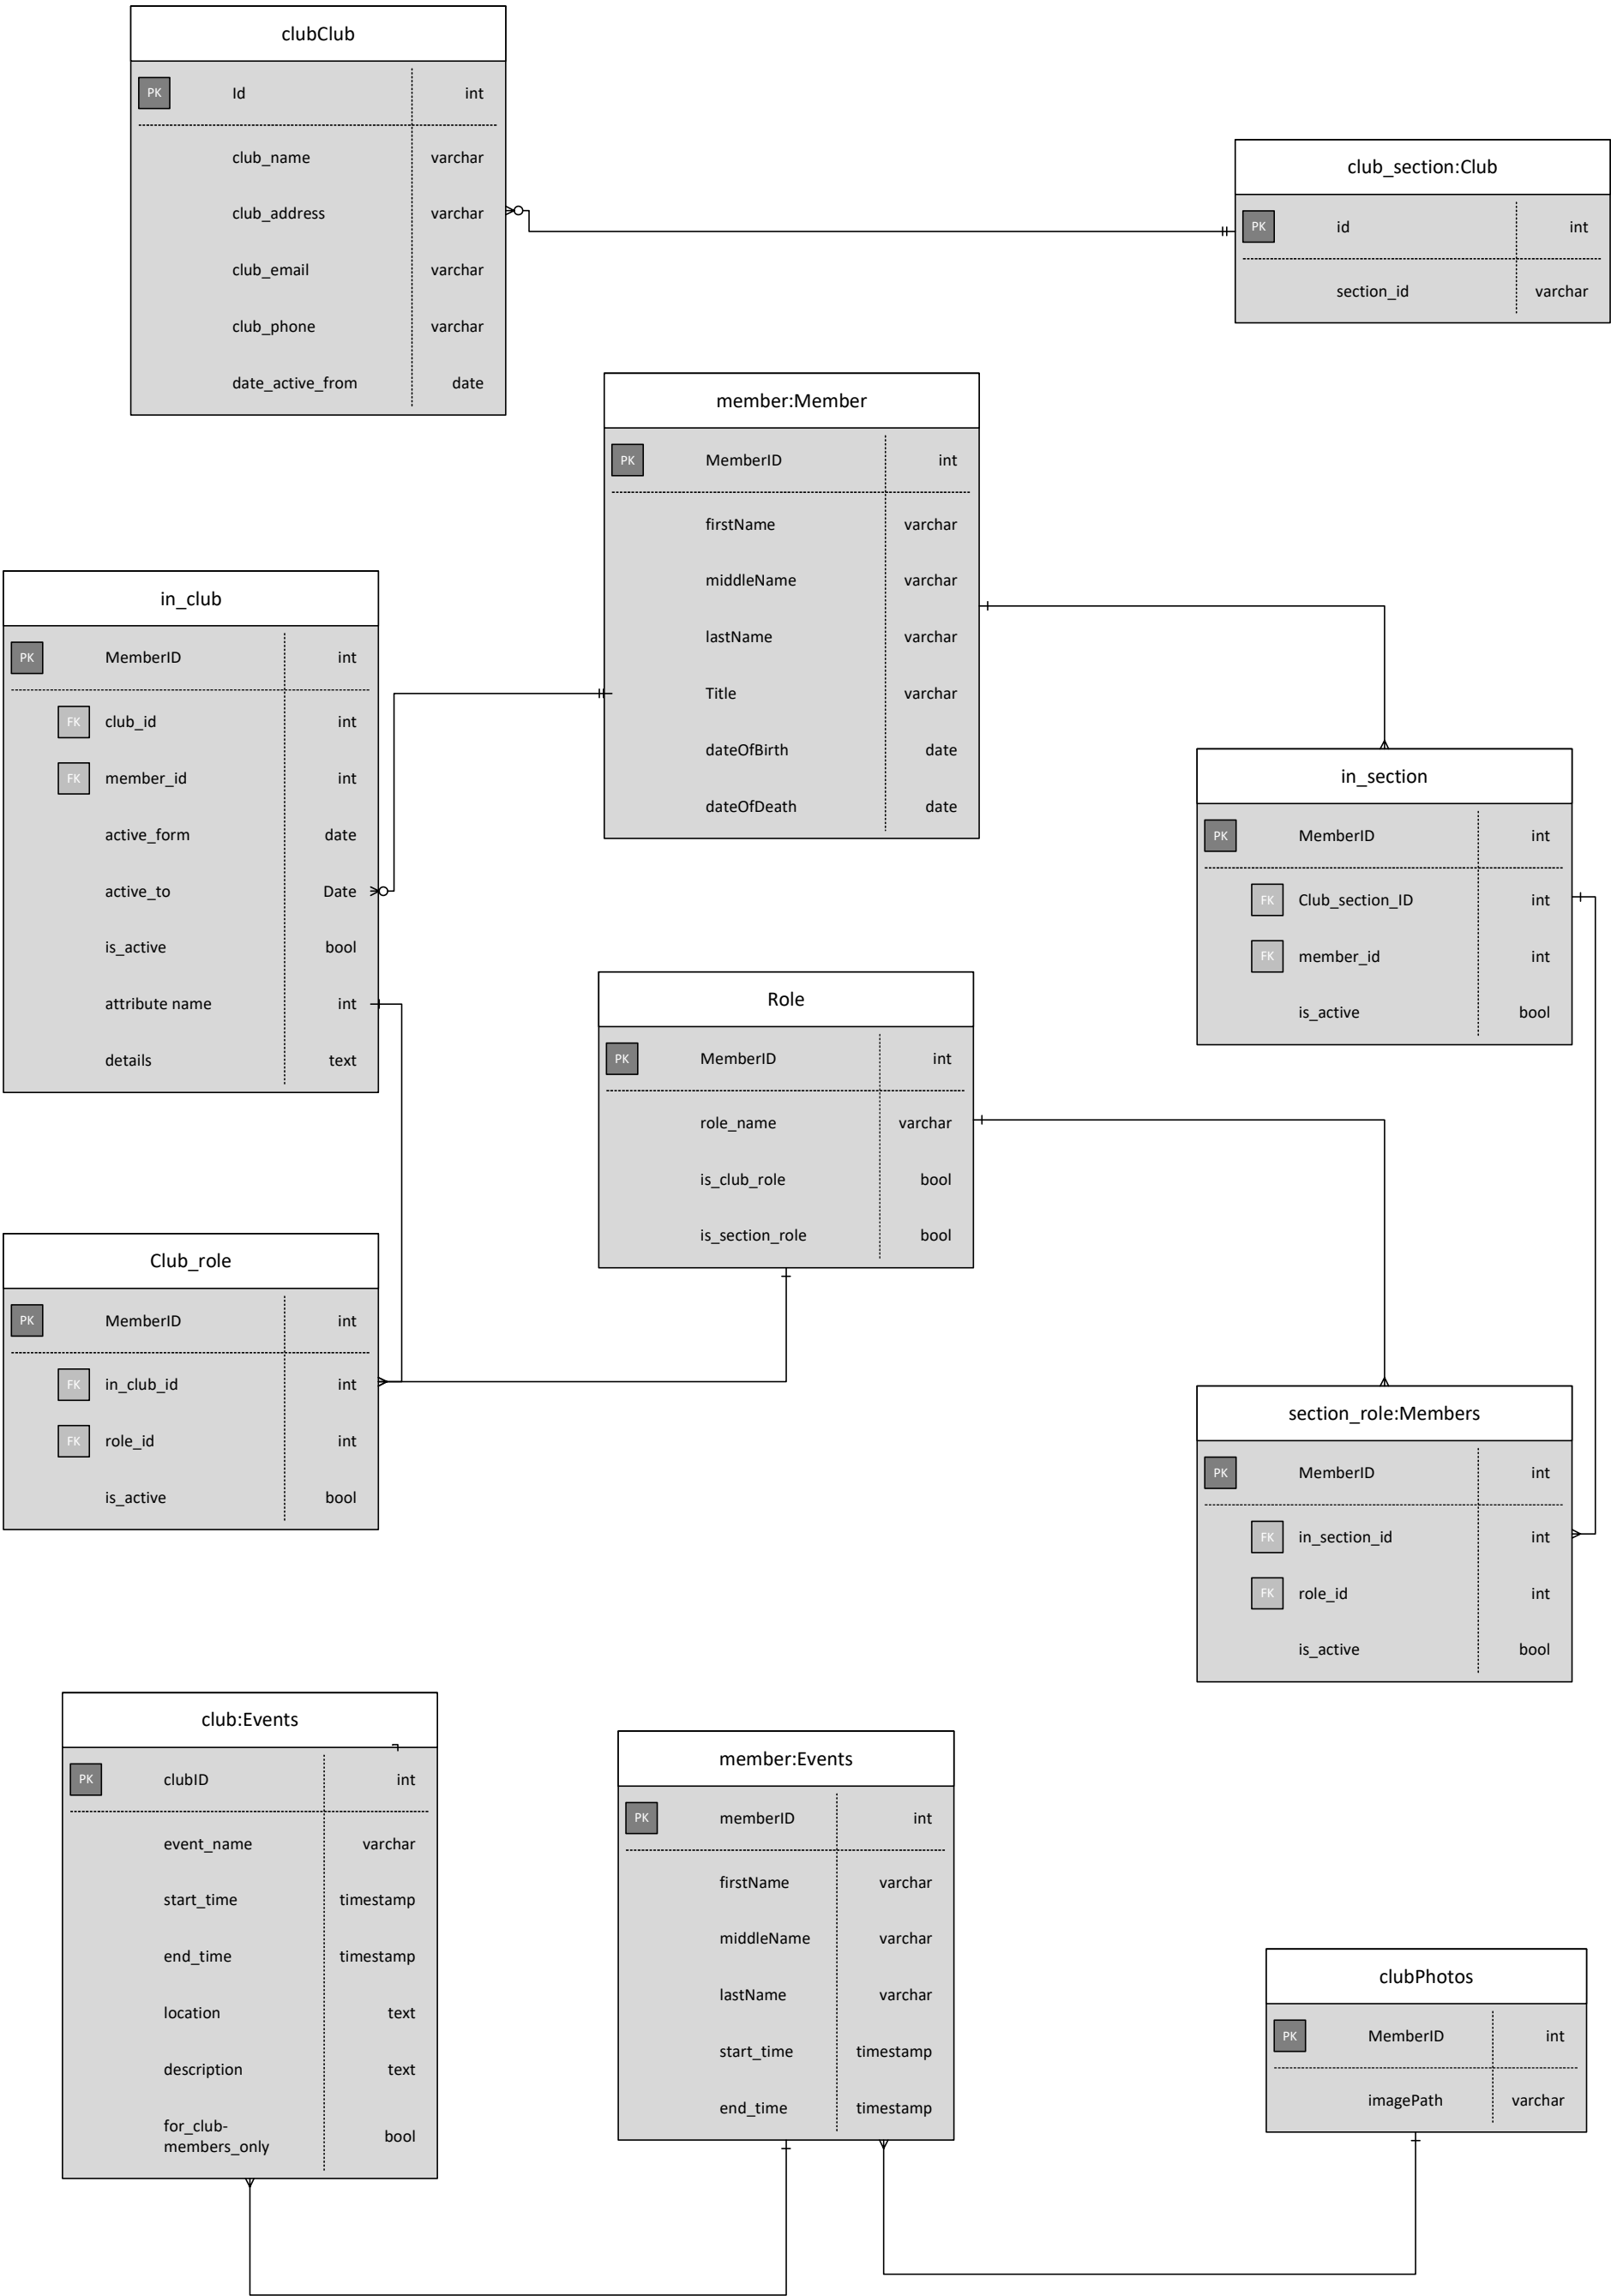 clubClub
PK Id int
club_name varchar
club_address varchar
club_email varchar
club_phone varchar
date_active_from date
club_section:Club
PK id int
section_id varchar
member:Member
PK MemberID int
firstName varchar
middleName varchar
lastName varchar
Title varchar
dateOfBirth date
dateOfDeath date
in_club
PK MemberID int
FK club_id int
FK member_id int
active_form date
active_to Date
is_active bool
attribute name int
details text
in_section
PK MemberID int
FK Club_section_ID int
FK member_id int
is_active bool
Role
PK MemberID int
role_name varchar
is_club_role bool
is_section_role bool
Club_role
PK MemberID int
FK in_club_id int
FK role_id int
is_active bool
section_role:Members
PK MemberID int
FK in_section_id int
FK role_id int
is_active bool
club:Events
PK clubID int
event_name varchar
start_time timestamp
end_time timestamp
location text
description text
for_club-
members_only bool
member:Events
PK memberID int
firstName varchar
middleName varchar
lastName varchar
start_time timestamp
end_time timestamp
clubPhotos
PK MemberID int
imagePath varchar